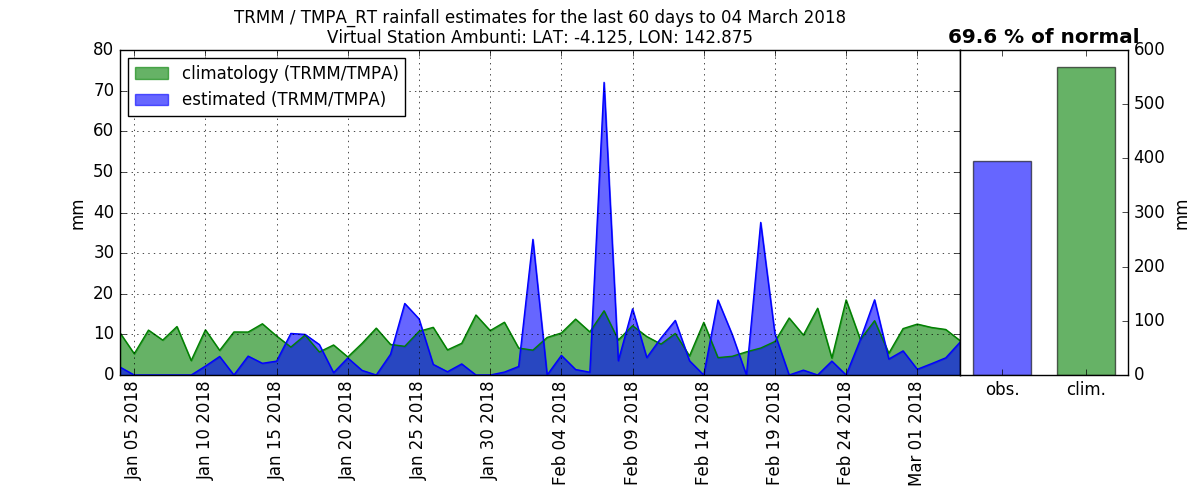 TRMM / TMPA_RT rainfall estimates for the last 60 days to 04 March 2018
Virtual Station Ambunti: LAT: -4.125, LON: 142.875
69.6 % of normal
climatology (TRMM/TMPA)
estimated (TRMM/TMPA)
80
70
60
50
40
30
20
10
0
mm
Jan 05 2018
Jan 10 2018
Jan 15 2018
Jan 20 2018
Jan 25 2018
Jan 30 2018
Feb 04 2018
Feb 09 2018
Feb 14 2018
Feb 19 2018
Feb 24 2018
Mar 01 2018
obs.
clim.
600
500
400
300
200
100
0
mm